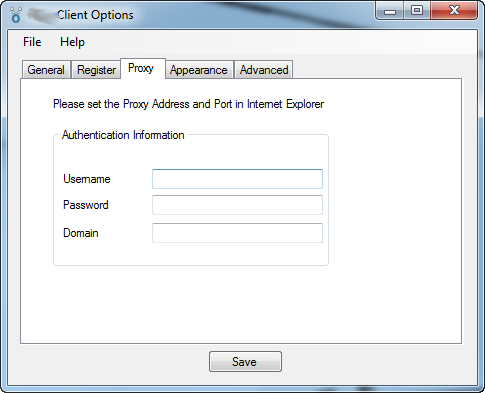 Client Options
File Help
General Register Proxy Appearance Advanced
Please set the Proxy Address and Port in Internet Explorer
Authentication Information
Username
Password
Domain
Save